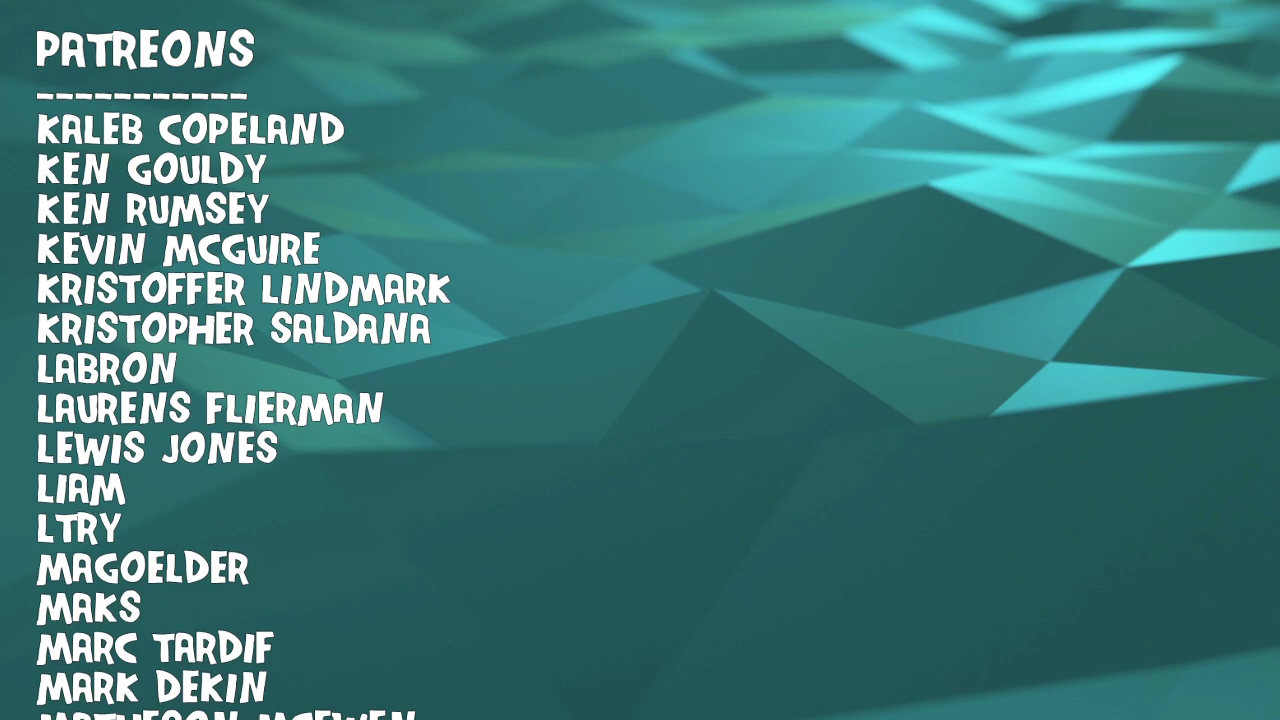 PATREONS
-----------
KALEB COPELAND
KEN GOULDY
KEN RUMSEY
KEVIN MCGUIRE
KRISTOFFER LINDMARK
KRISTOPHER SALDANA
LABRON
LAURENS FLIERMAN
LEWIS JONES
LIAM
LTRY
MAGOELDER
MAKS
MARC TARDIF
MARK DEKIN